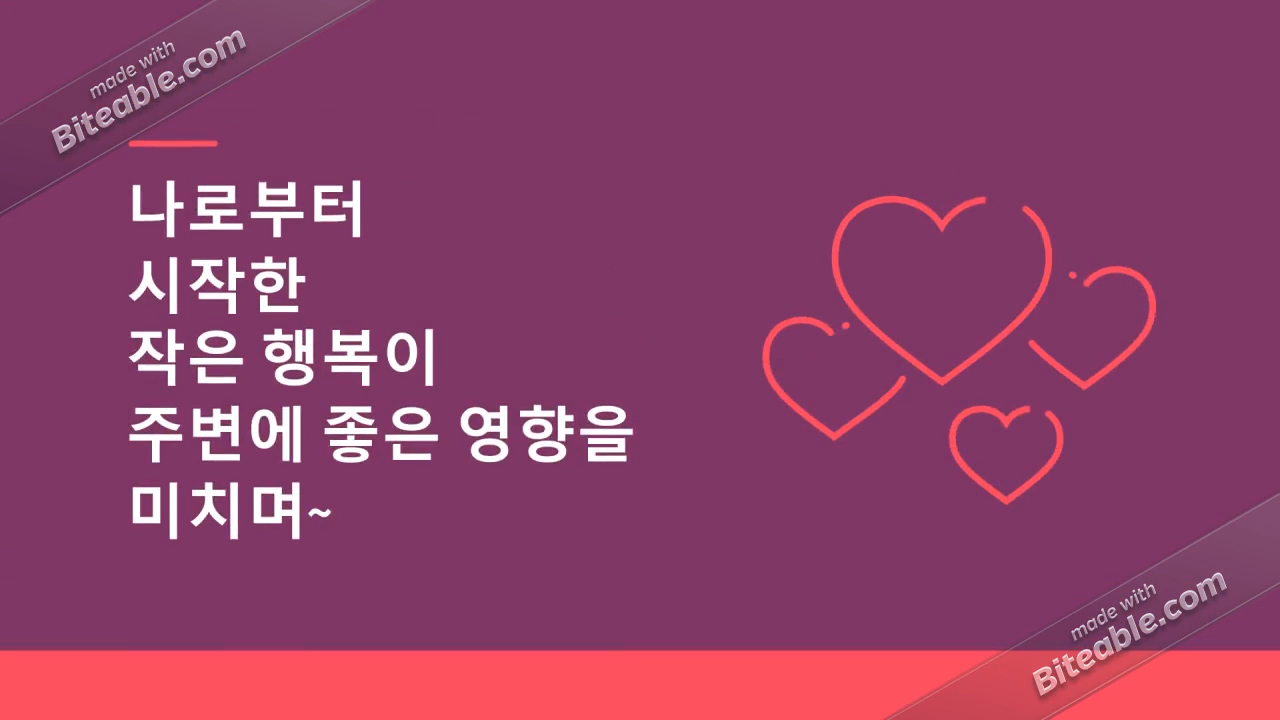 made with
Biteable.com
나로부터
시작한
작은 행복이
주변에 좋은 영향을
미치며~
made with
Biteable.com